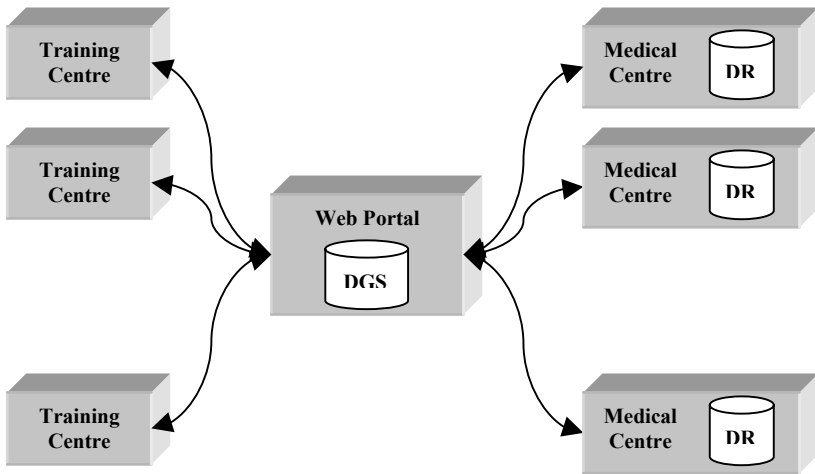 Training
Centre
Medical
Centre
DR
Training
Centre
Medical
Centre
DR
Web Portal
DGS
Training
Centre
Medical
Centre
DR